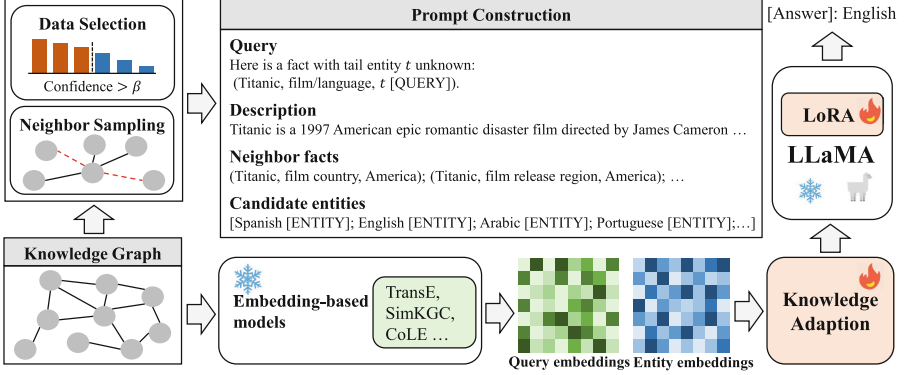 Data Selection
Confidence > β
Neighbor Sampling
Knowledge Graph
Prompt Construction
Query
Here is a fact with tail entity t unknown:
(Titanic, film/language, t [QUERY]).
Description
Titanic is a 1997 American epic romantic disaster film directed by James Cameron …
Neighbor facts
(Titanic, film country, America); (Titanic, film release region, America); …
Candidate entities
[Spanish [ENTITY]; English [ENTITY]; Arabic [ENTITY]; Portuguese [ENTITY];…]
Embedding-based
models
TransE,
SimKGC,
CoLE …
Query embeddings
Entity embeddings
[Answer]: English
LoRA
LLaMA
Knowledge
Adaption